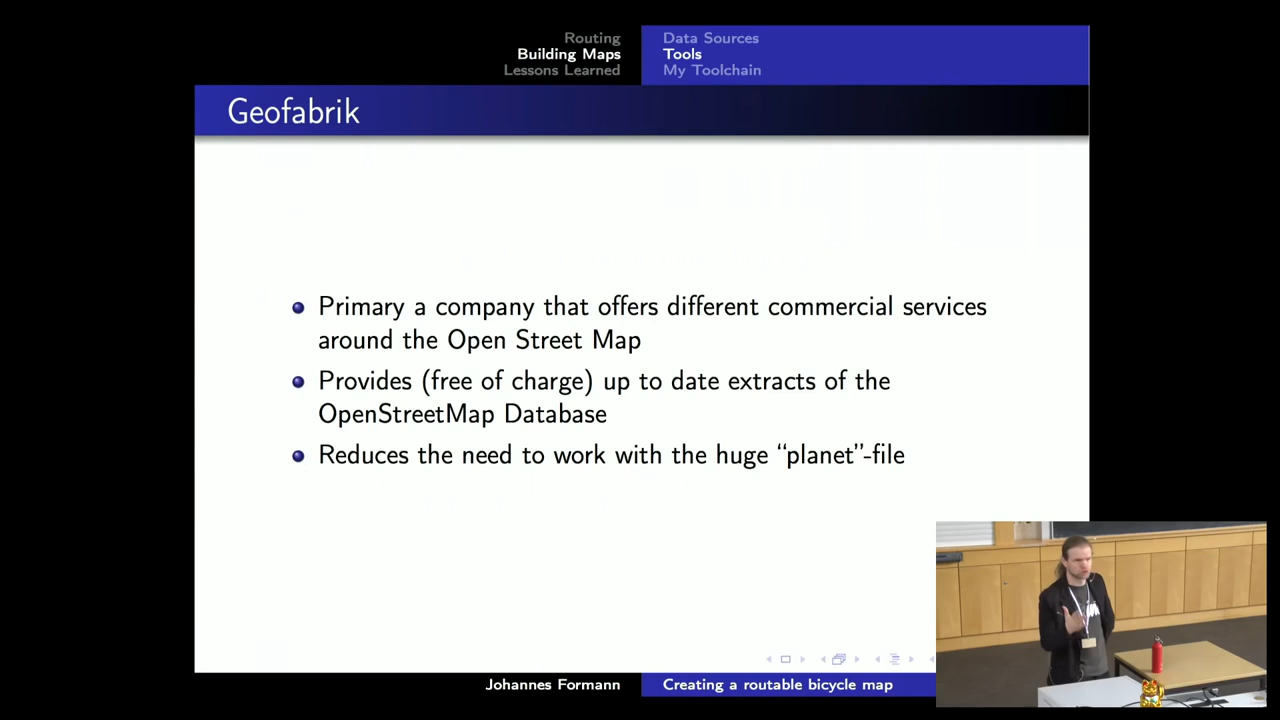 Routing
Building Maps
Lessons Learned
Data Sources
Tools
My Toolchain
Geofabrik
Primary a company that offers different commercial services
around the Open Street Map
Provides (free of charge) up to date extracts of the
OpenStreetMap Database
Reduces the need to work with the huge “planet”-file
Johannes Formann
Creating a routable bicycle map